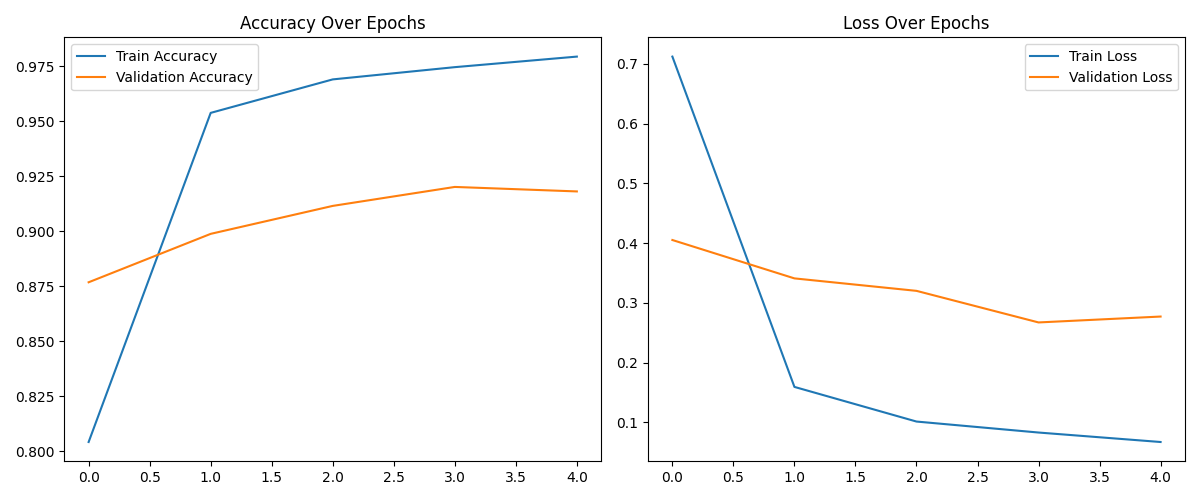 Accuracy Over Epochs
Train Accuracy
Validation Accuracy
0.975
0.950
0.925
0.900
0.875
0.850
0.825
0.800
0.0 0.5 1.0 1.5 2.0 2.5 3.0 3.5 4.0
Loss Over Epochs
Train Loss
Validation Loss
0.7
0.6
0.5
0.4
0.3
0.2
0.1
0.0 0.5 1.0 1.5 2.0 2.5 3.0 3.5 4.0